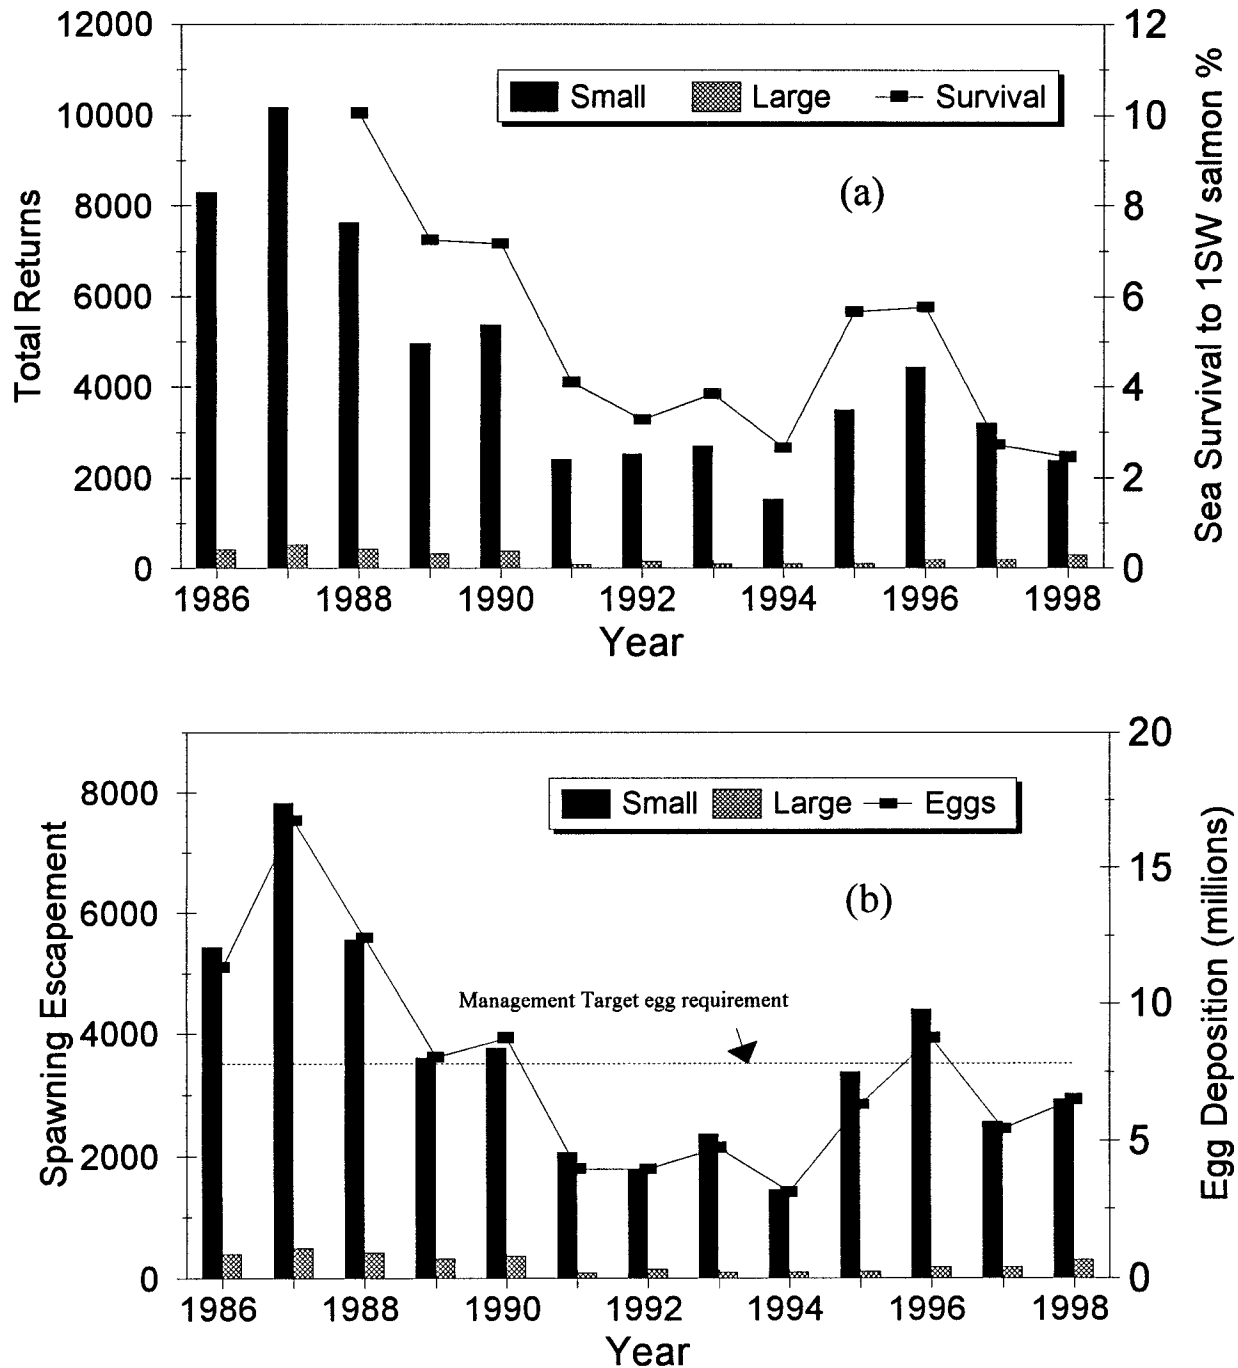 12000
10000
8000
6000
4000
2000
0
Total Returns
Small Large Survival
(a)
12
10
8
6
4
2
0
Sea Survival to 1SW salmon %
1986 1988 1990 1992 1994 1996 1998
Year
8000
6000
4000
2000
0
Spawning Escapement
Small Large Eggs
(b)
Management Target egg requirement
20
15
10
5
0
Egg Deposition (millions)
1986 1988 1990 1992 1994 1996 1998
Year